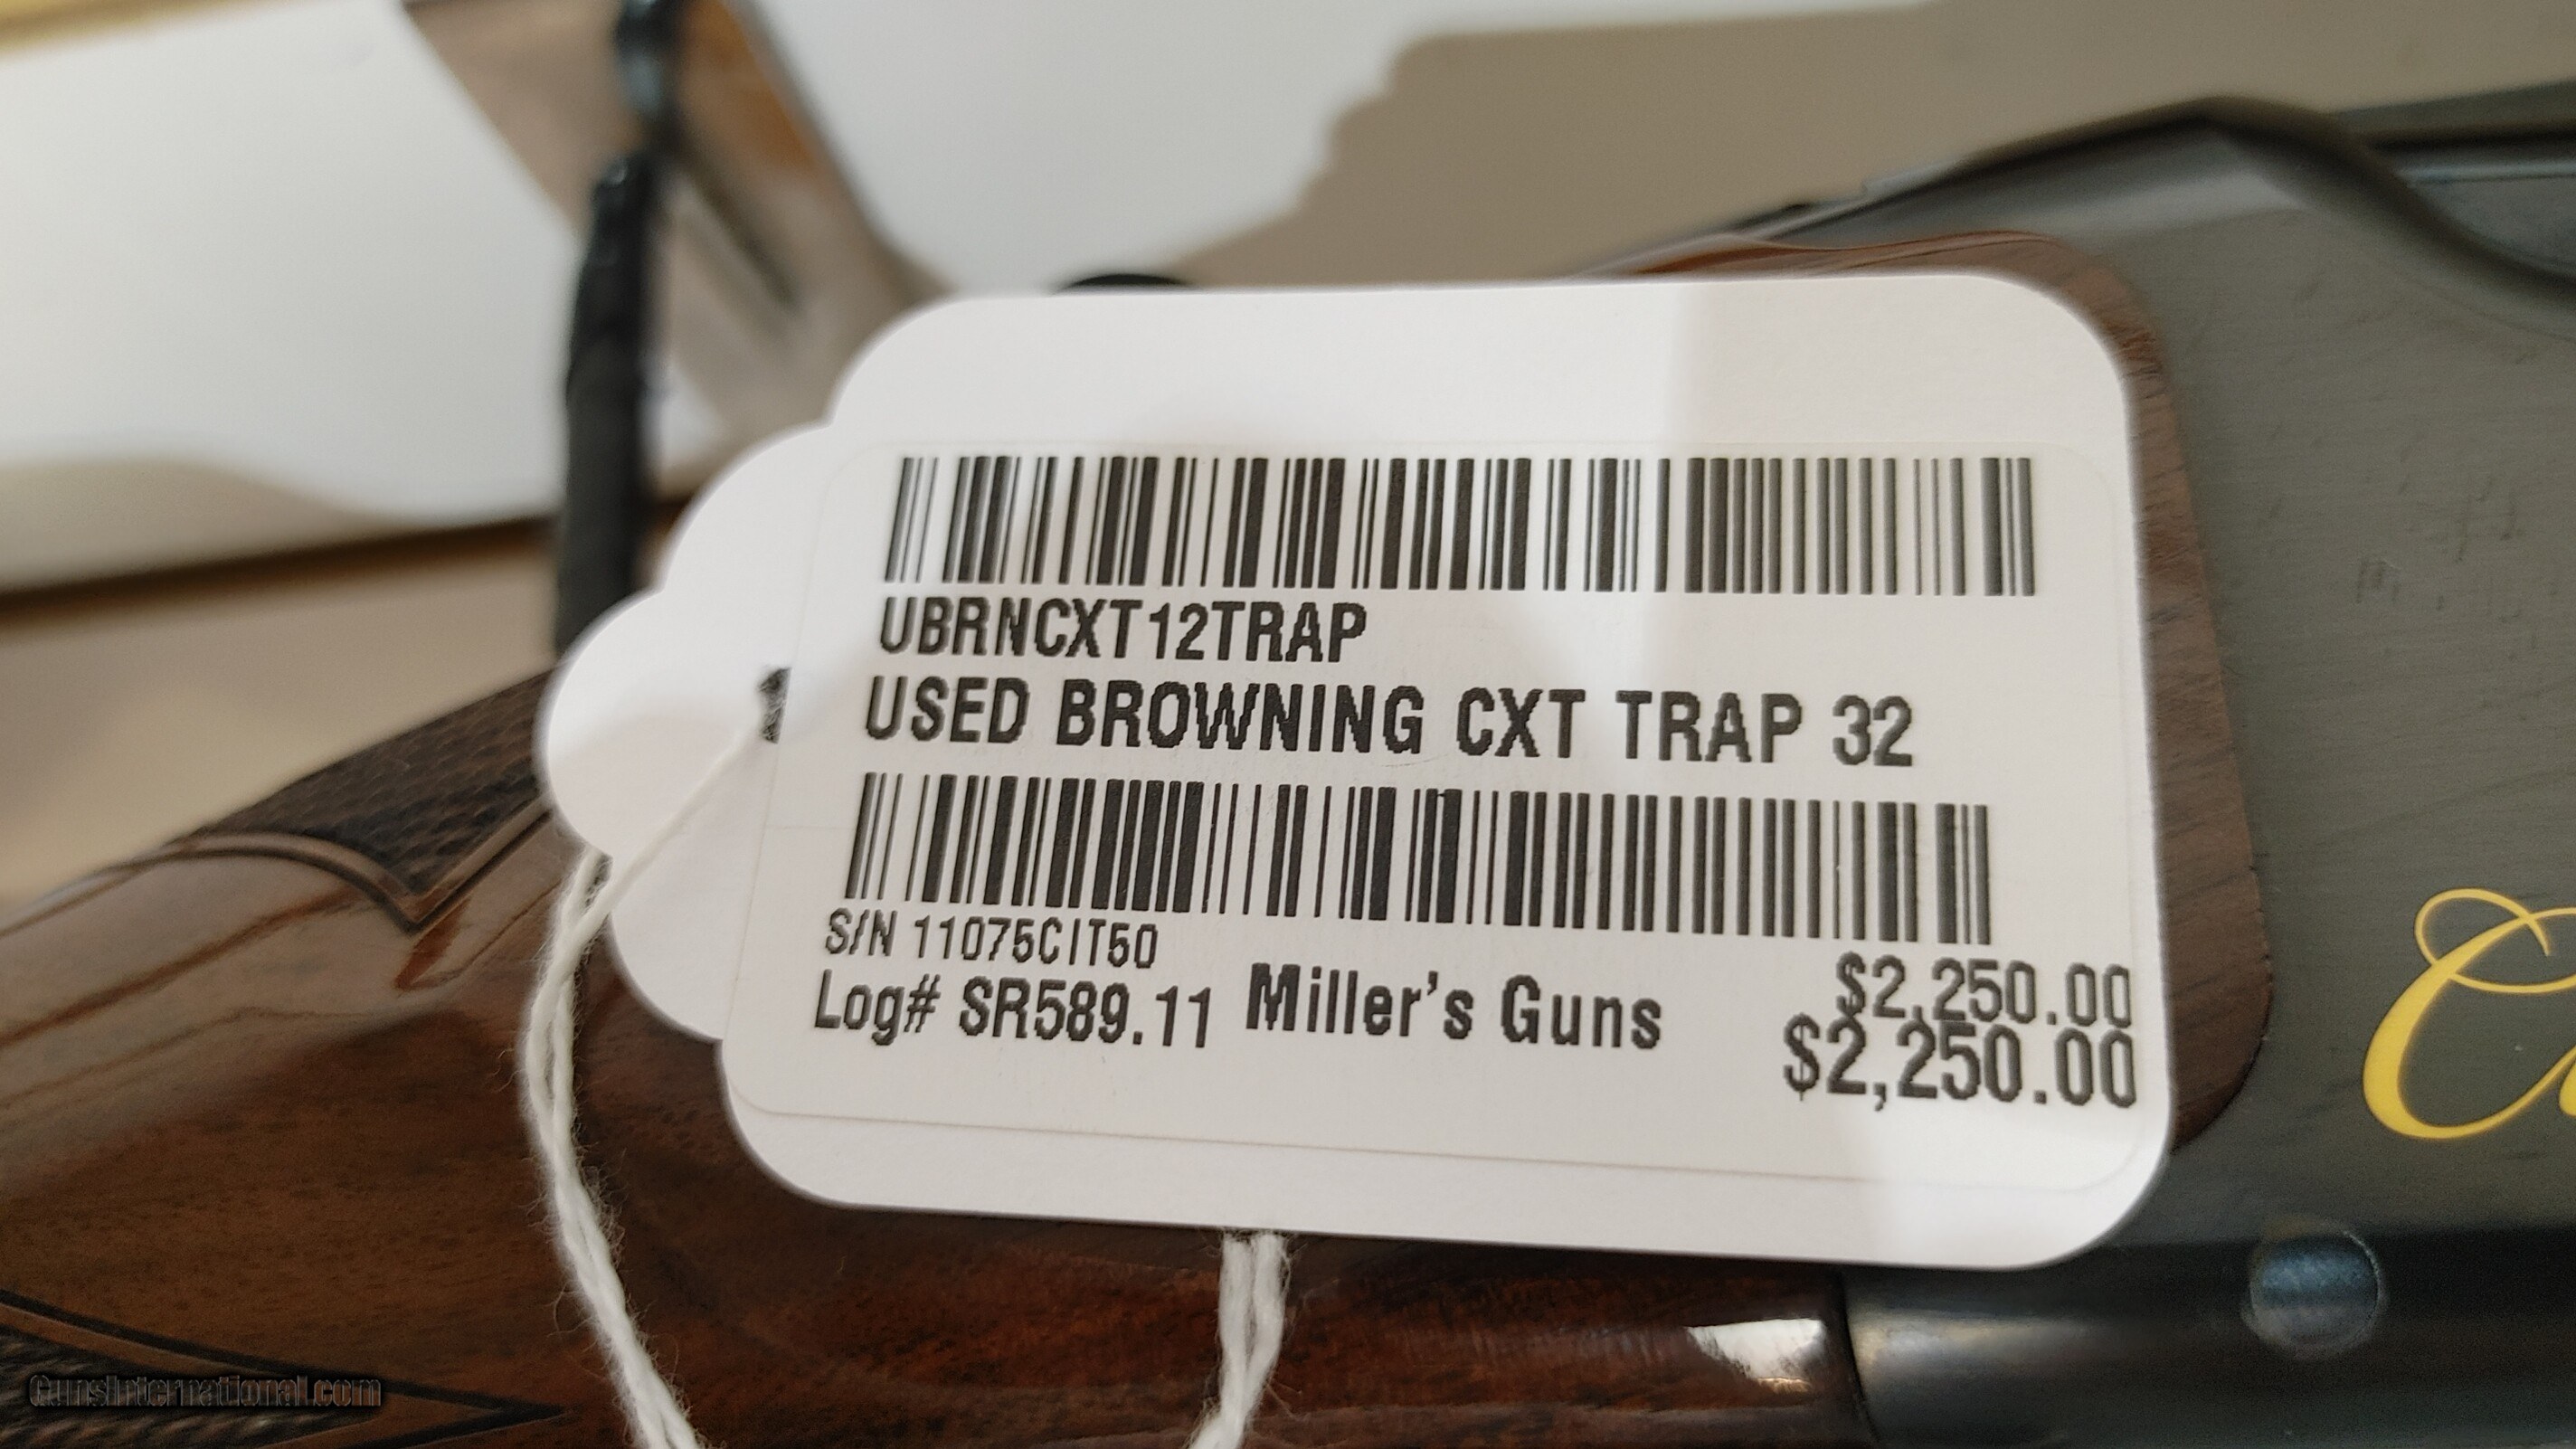 UBRNCXT12TRAP
USED BROWNING CXT TRAP 32
S/N 11075CIT50
Log# SR589.11 Miller's Guns
$2,250.00
$2,250.00
GunsInternational.com